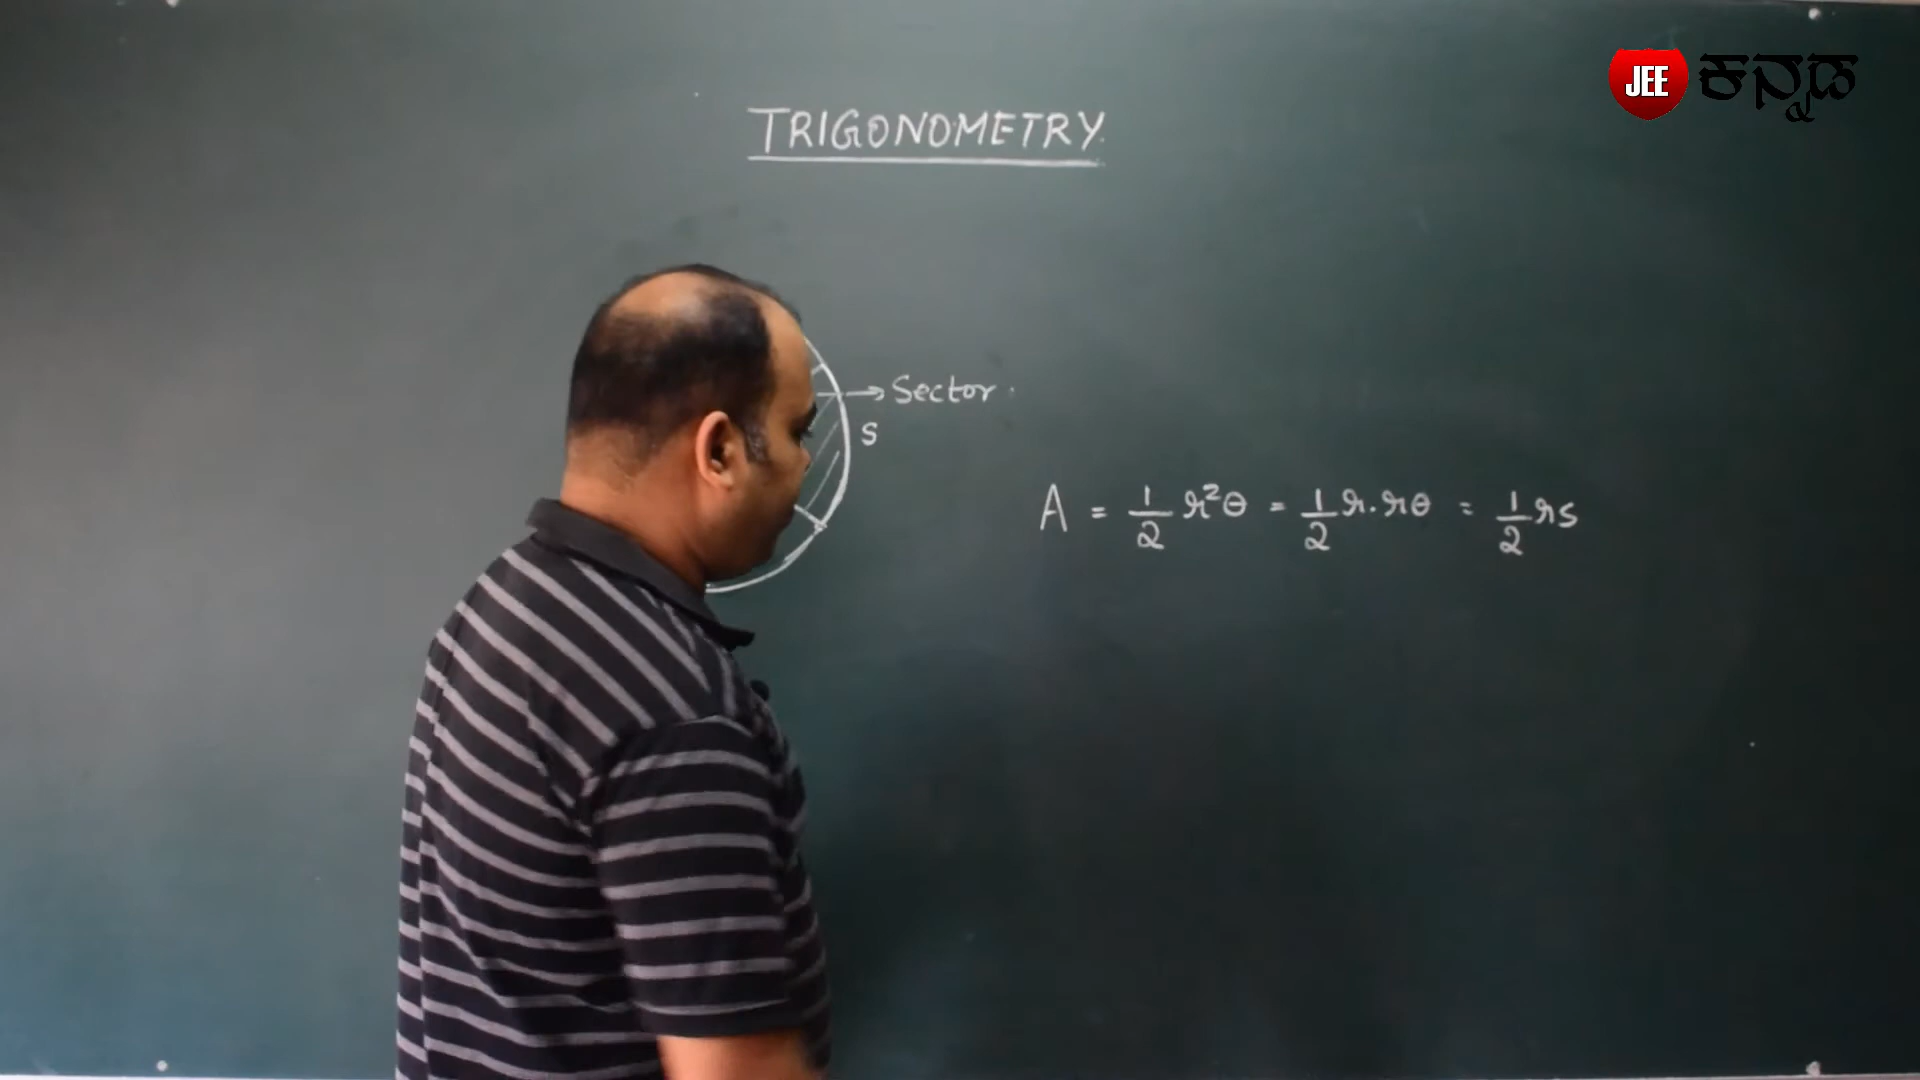 JEE ಕನ್ನಡ
TRIGONOMETRY
Sector
S
A = 1/2 r²θ = 1/2 r.rθ = 1/2 rs